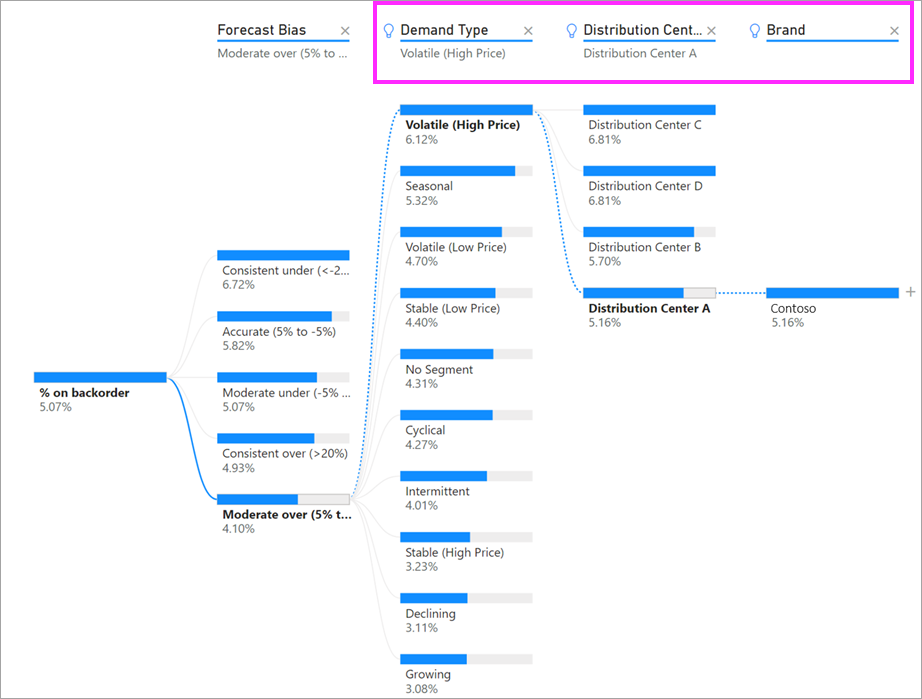 Forecast Bias
Moderate over (5% to ...
Demand Type
Volatile (High Price)
Distribution Cent...
Distribution Center A
Brand
% on backorder
5.07%
Consistent under (<-2...
6.72%
Accurate (5% to -5%)
5.82%
Moderate under (-5% ...
5.07%
Consistent over (>20%)
4.93%
Moderate over (5% t...
4.10%
Volatile (High Price)
6.12%
Seasonal
5.32%
Volatile (Low Price)
4.70%
Stable (Low Price)
4.40%
No Segment
4.31%
Cyclical
4.27%
Intermittent
4.01%
Stable (High Price)
3.23%
Declining
3.11%
Growing
3.08%
Distribution Center C
6.81%
Distribution Center D
6.81%
Distribution Center B
5.70%
Distribution Center A
5.16%
Contoso
5.16%